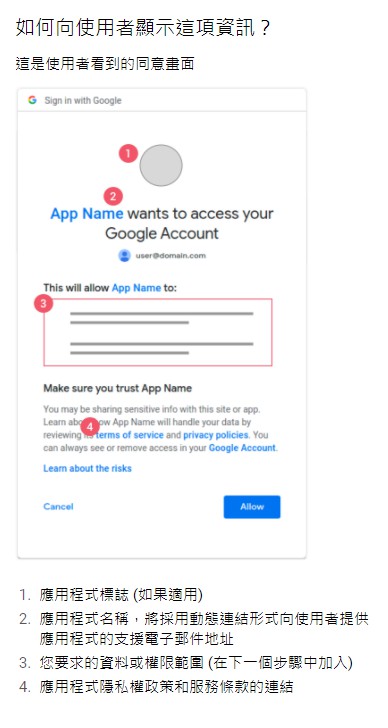 如何向使用者顯示這項資訊？
這是使用者看到的同意畫面
G Sign in with Google
1
2
App Name wants to access your
Google Account
user@domain.com
This will allow App Name to:
3
Make sure you trust App Name
You may be sharing sensitive info with this site or app.
Learn about how App Name will handle your data by
4
reviewing its terms of service and privacy policies. You
can always see or remove access in your Google Account.
Learn about the risks
Cancel
Allow
1. 應用程式標誌 (如果適用)
2. 應用程式名稱，將採用動態連結形式向使用者提供
應用程式的支援電子郵件地址
3. 您要求的資料或權限範圍 (在下一個步驟中加入)
4. 應用程式隱私權政策和服務條款的連結